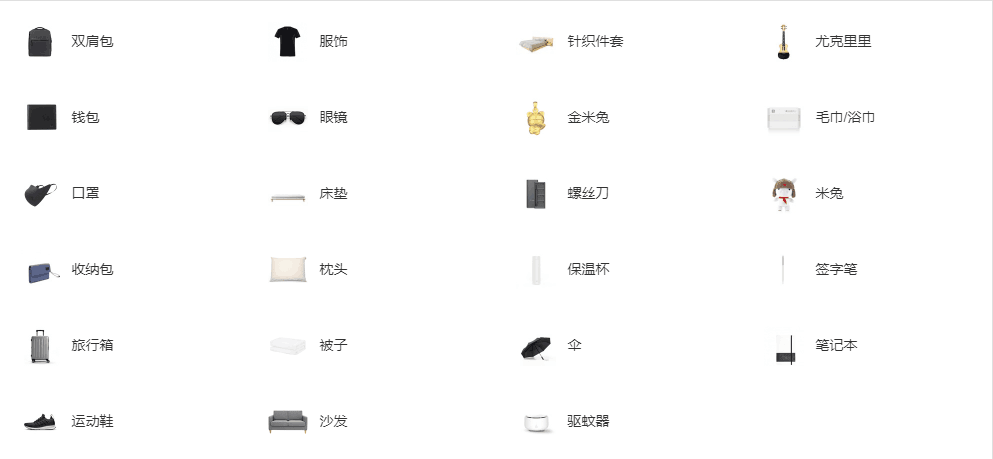 双肩包
服饰
针织件套
尤克里里
钱包
眼镜
金米兔
毛巾/浴巾
口罩
床垫
螺丝刀
米兔
收纳包
枕头
保温杯
签字笔
旅行箱
被子
伞
笔记本
运动鞋
沙发
驱蚊器